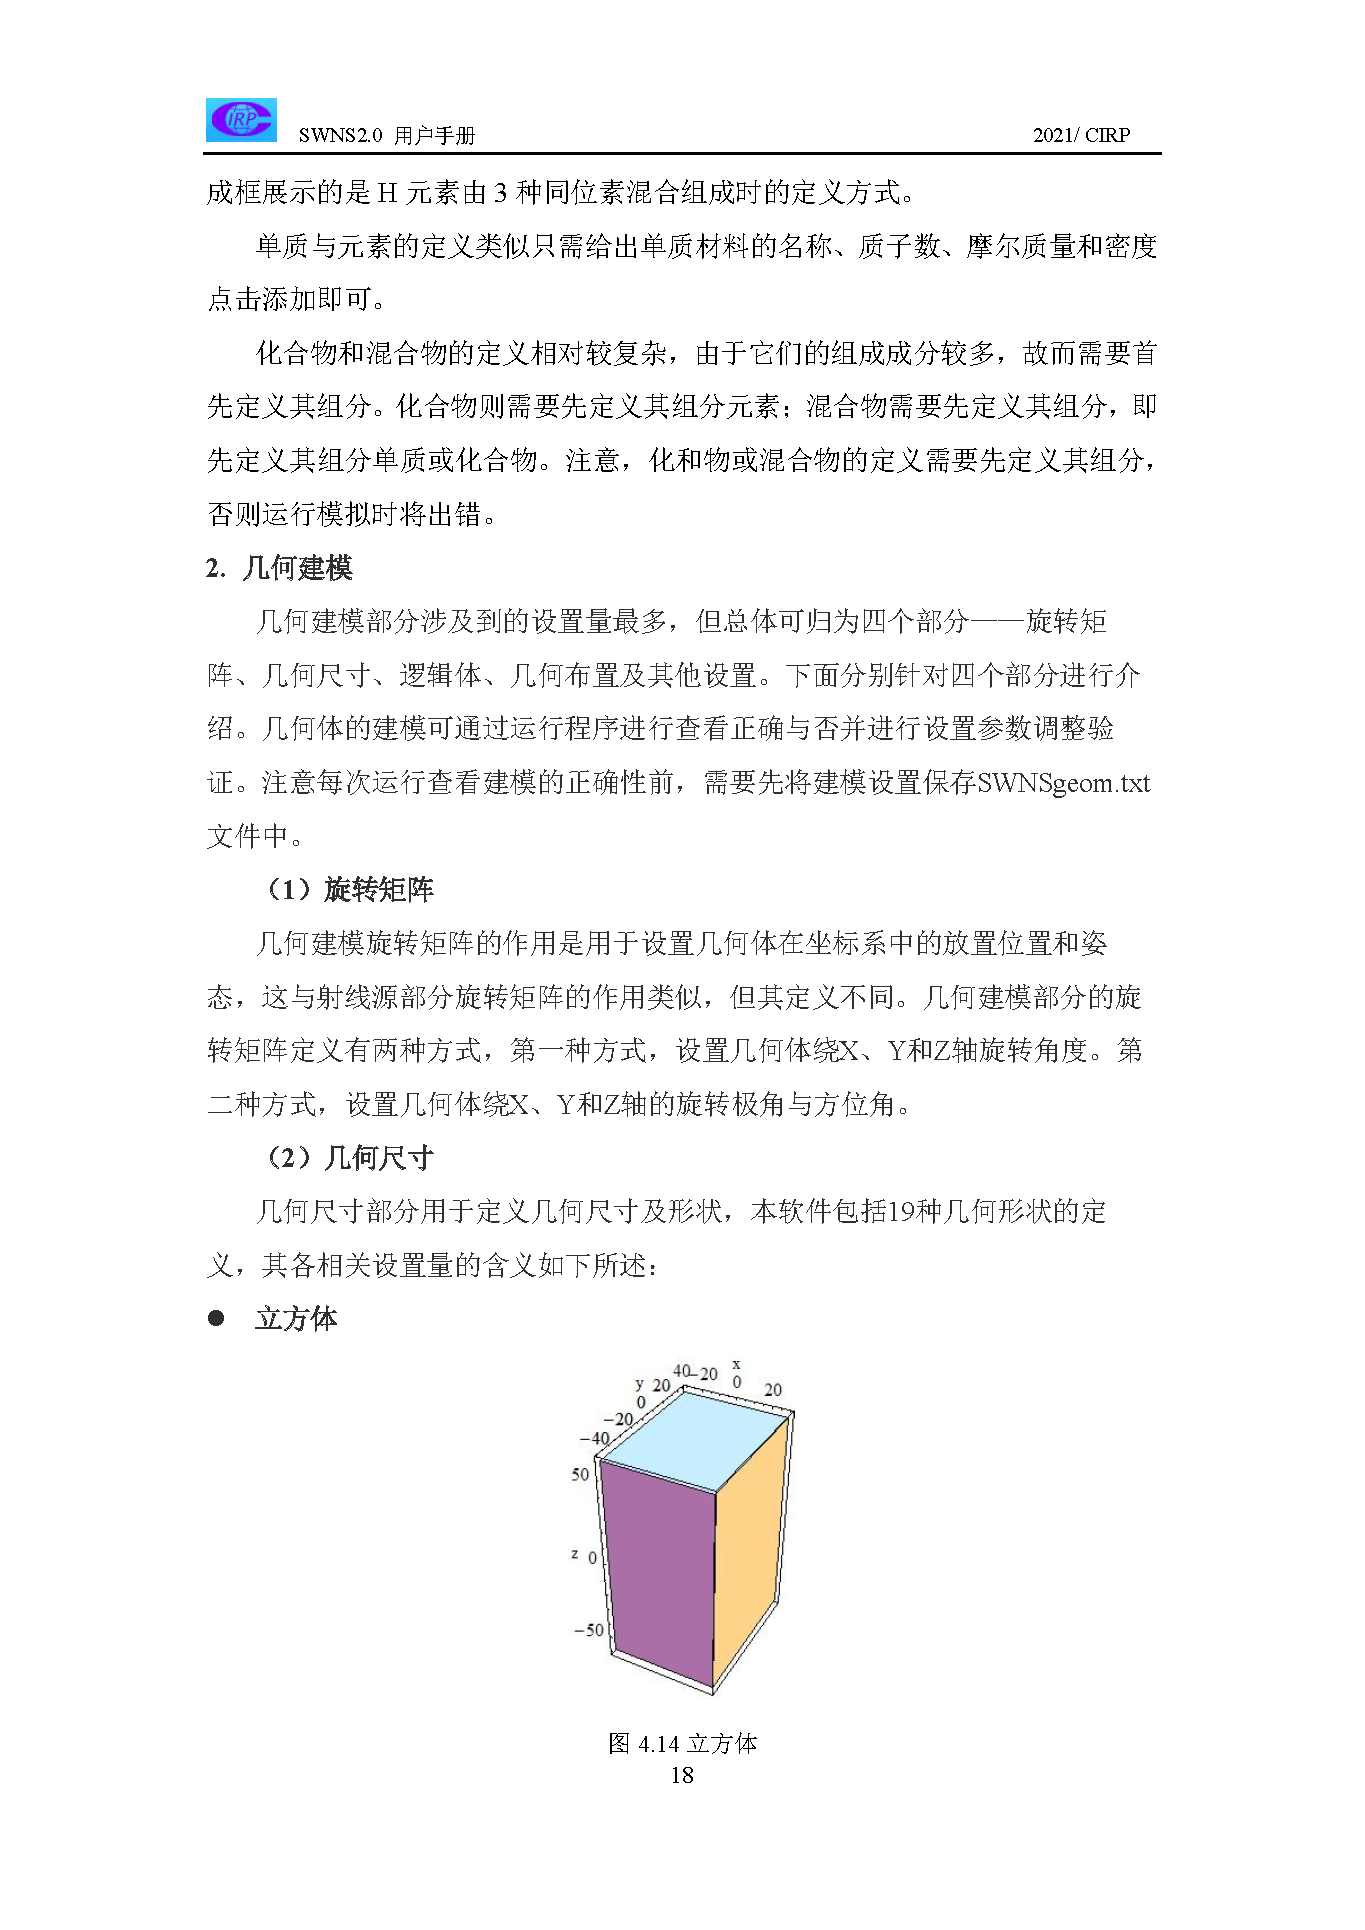 IRP
SWNS2.0 用户手册 2021/ CIRP
成框展示的是 H 元素由 3 种同位素混合组成时的定义方式。
单质与元素的定义类似只需给出单质材料的名称、质子数、摩尔质量和密度
点击添加即可。
化合物和混合物的定义相对较复杂，由于它们的组成成分较多，故而需要首
先定义其组分。化合物则需要先定义其组分元素；混合物需要先定义其组分，即
先定义其组分单质或化合物。注意，化和物或混合物的定义需要先定义其组分，
否则运行模拟时将出错。
2. 几何建模
几何建模部分涉及到的设置量最多，但总体可归为四个部分——旋转矩
阵、几何尺寸、逻辑体、几何布置及其他设置。下面分别针对四个部分进行介
绍。几何体的建模可通过运行程序进行查看正确与否并进行设置参数调整验
证。注意每次运行查看建模的正确性前，需要先将建模设置保存SWNSgeom.txt
文件中。
（1）旋转矩阵
几何建模旋转矩阵的作用是用于设置几何体在坐标系中的放置位置和姿
态，这与射线源部分旋转矩阵的作用类似，但其定义不同。几何建模部分的旋
转矩阵定义有两种方式，第一种方式，设置几何体绕X、Y和Z轴旋转角度。第
二种方式，设置几何体绕X、Y和Z轴的旋转极角与方位角。
（2）几何尺寸
几何尺寸部分用于定义几何尺寸及形状，本软件包括19种几何形状的定
义，其各相关设置量的含义如下所述：
● 立方体
x
40 −20
y 20 0 20
0
−20
−40
50
z 0
−50
图 4.14 立方体
18